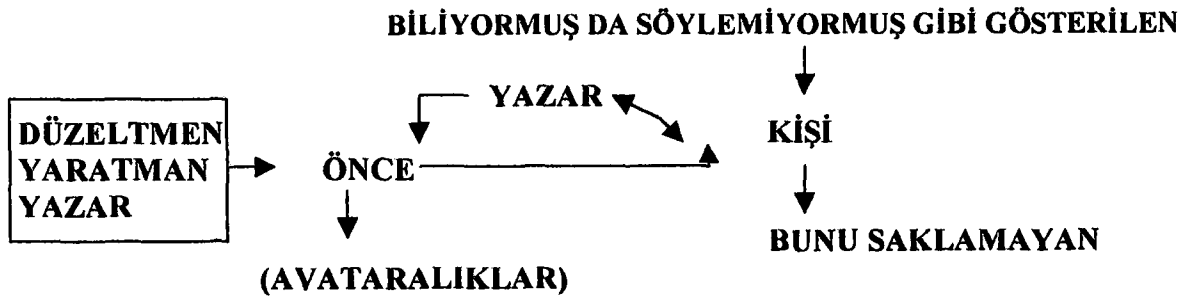 BİLİYORMUŞ DA SÖYLEMİYORMUŞ GİBİ GÖSTERİLEN
YAZAR
DÜZELTMEN
YARATMAN
YAZAR
ÖNCE
KİŞİ
BUNU SAKLAMAYAN
(AVATARALIKLAR)